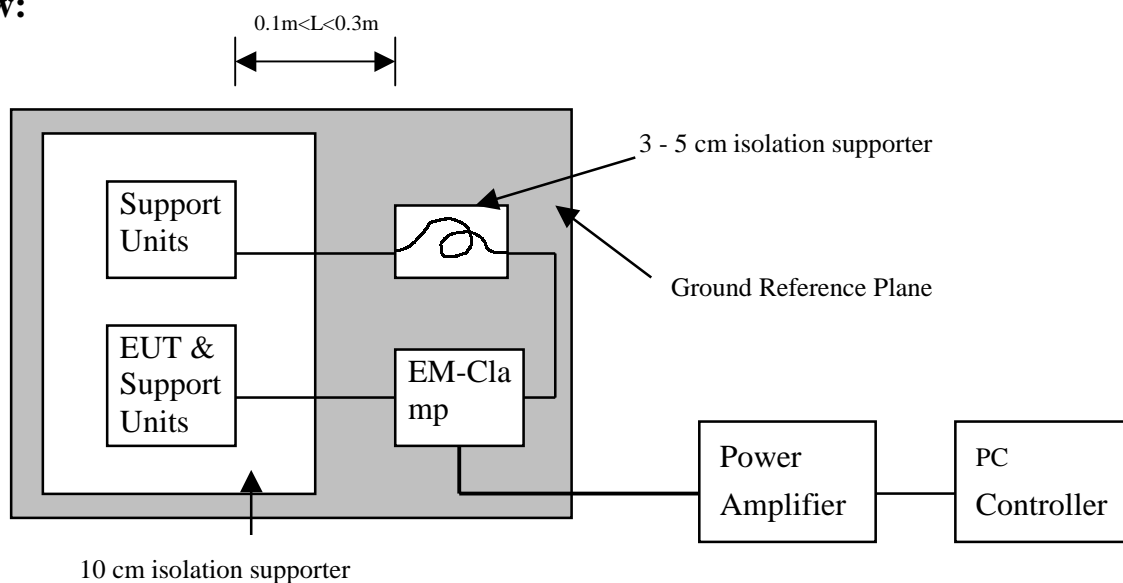 w:
0.1m<L<0.3m
3 - 5 cm isolation supporter
Support
Units
Ground Reference Plane
EUT &
Support
Units
EM-Cla
mp
Power
Amplifier
PC
Controller
10 cm isolation supporter